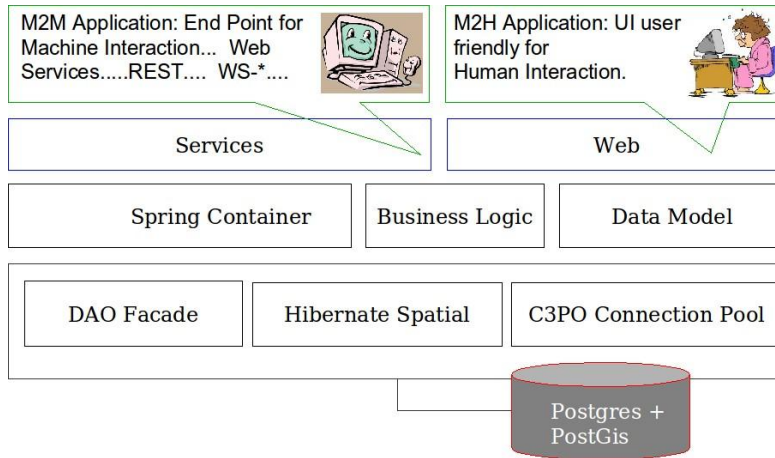 M2M Application: End Point for
Machine Interaction... Web
Services.....REST.... WS-*....
M2H Application: UI user
friendly for
Human Interaction.
Services
Web
Spring Container
Business Logic
Data Model
DAO Facade
Hibernate Spatial
C3PO Connection Pool
Postgres +
PostGis